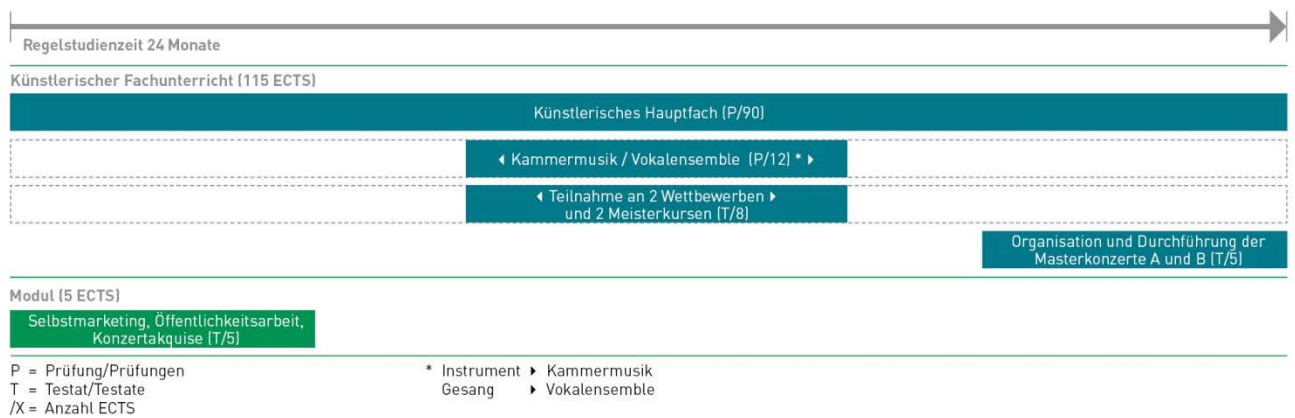 Regelstudienzeit 24 Monate
Künstlerischer Fachunterricht (115 ECTS)
Künstlerisches Hauptfach (P/90)
◂ Kammermusik / Vokalensemble (P/12) * ▸
◂ Teilnahme an 2 Wettbewerben ▸
und 2 Meisterkursen (T/8)
Organisation und Durchführung der
Masterkonzerte A und B (T/5)
Modul (5 ECTS)
Selbstmarketing, Öffentlichkeitsarbeit,
Konzertakquise (T/5)
P = Prüfung/Prüfungen
T = Testat/Testate
/X = Anzahl ECTS
* Instrument ▸ Kammermusik
Gesang ▸ Vokalensemble